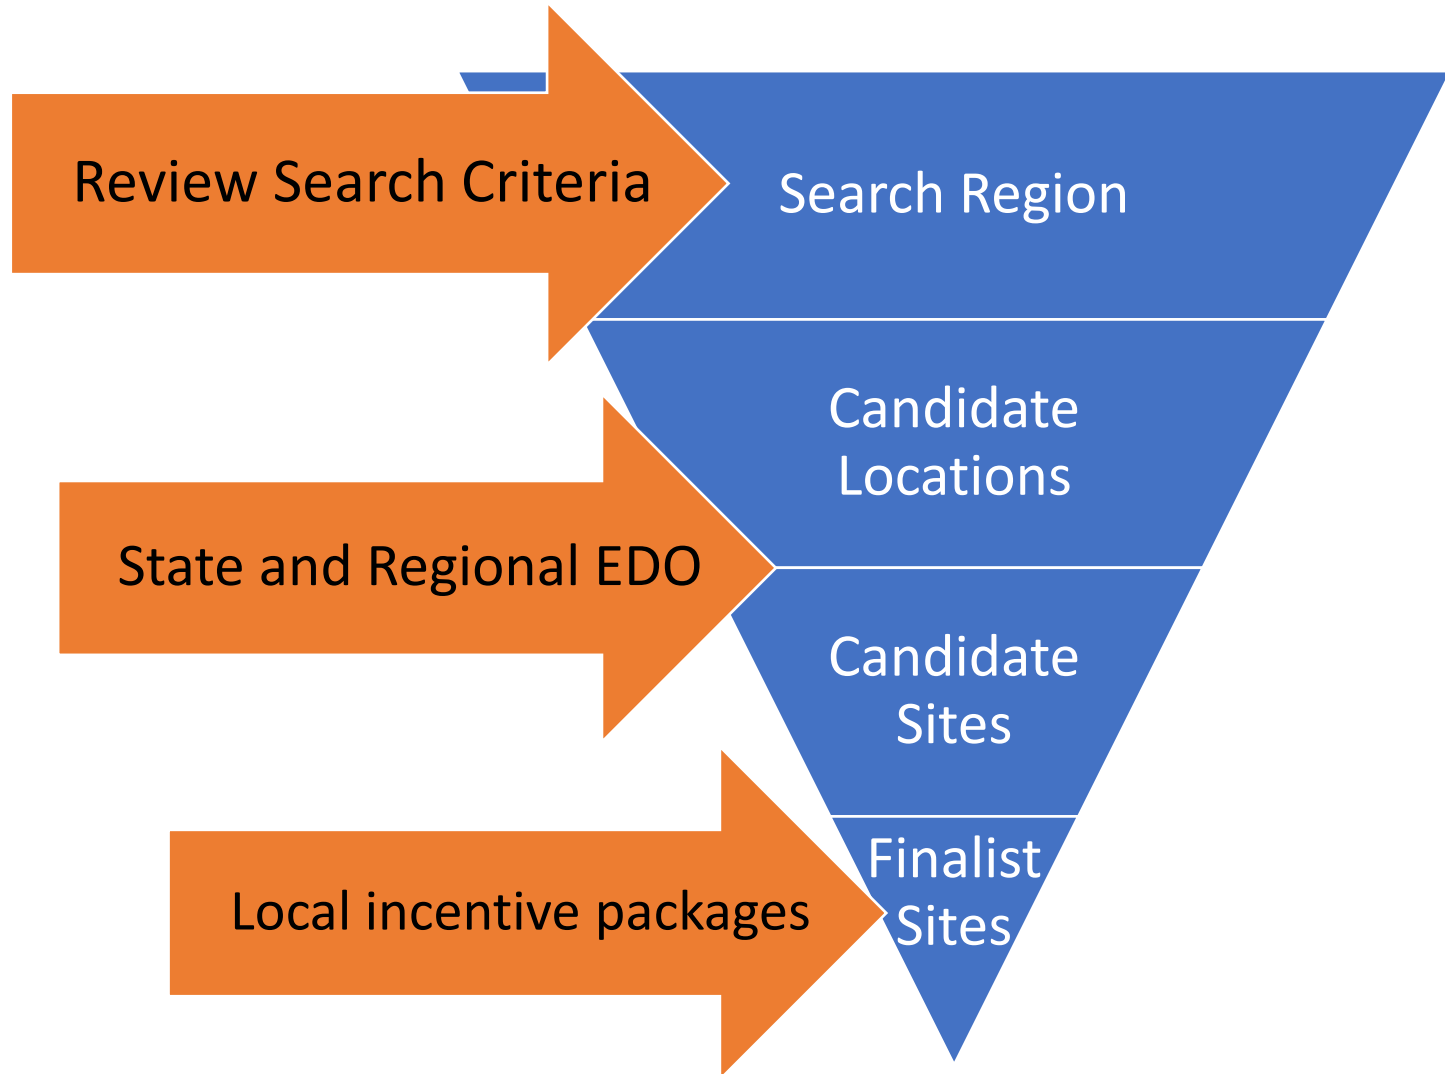 Review Search Criteria
Search Region
Candidate
Locations
State and Regional EDO
Candidate
Sites
Finalist
Sites
Local incentive packages